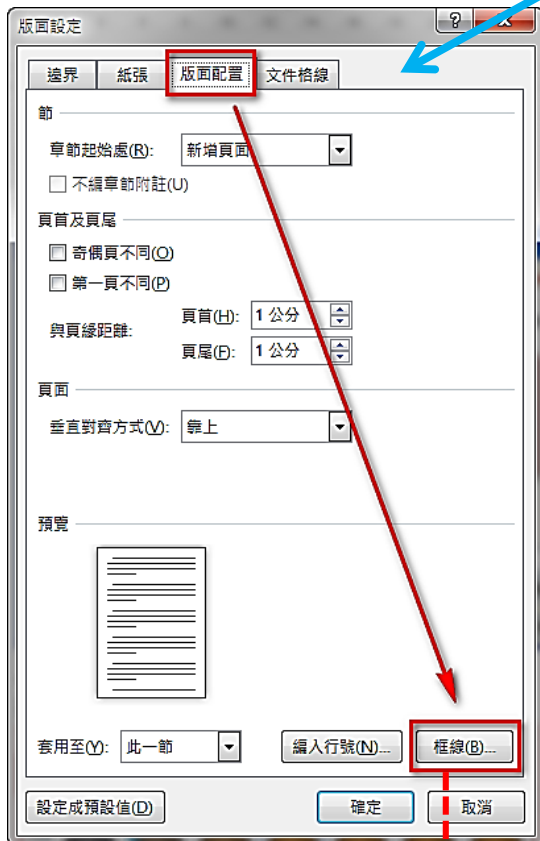 版面設定
邊界 紙張 版面配置 文件格線
節
章節起始處(R): 新增頁面
不編章節附註(U)
頁首及頁尾
奇偶頁不同(O)
第一頁不同(P)
與頁緣距離: 頁首(H): 1 公分
頁尾(F): 1 公分
頁面
垂直對齊方式(V): 靠上
預覽
套用至(Y): 此一節 編入行號(N)... 框線(B)...
設定成預設值(D) 確定 取消